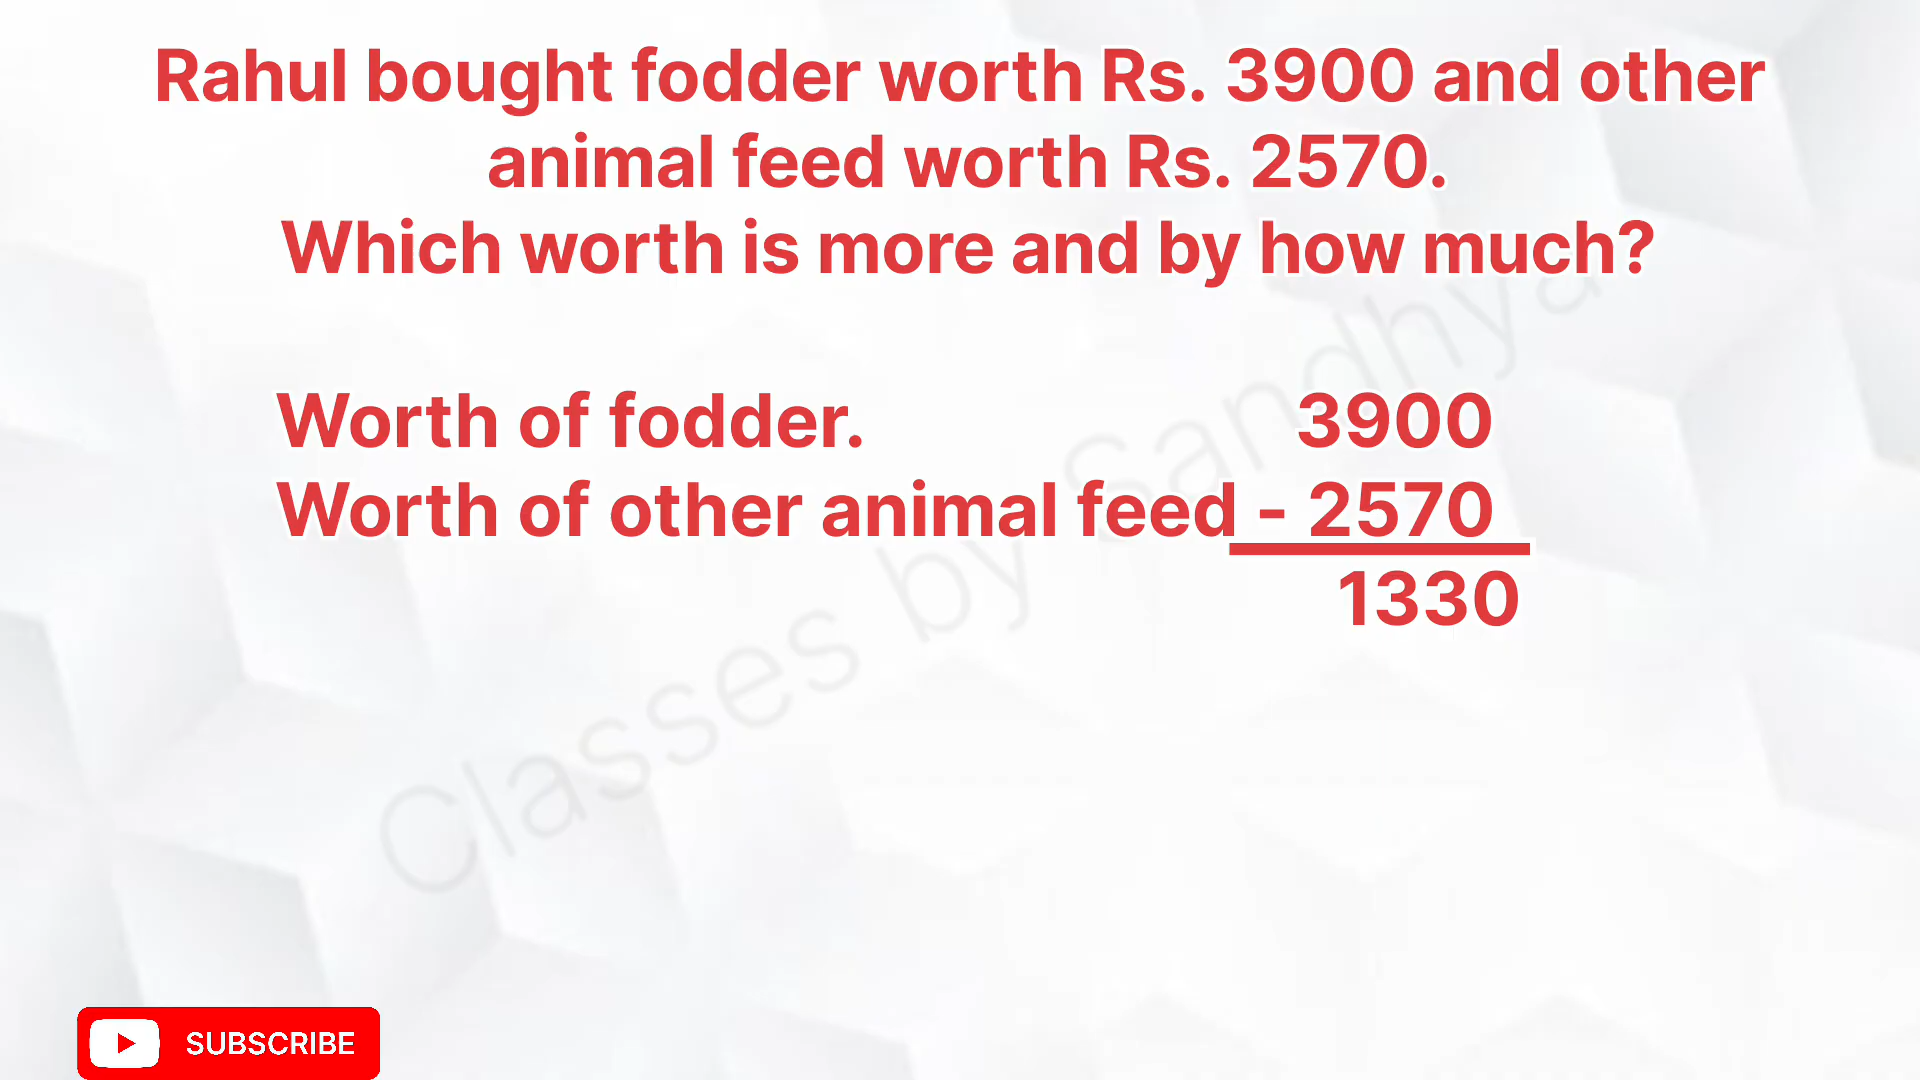 Rahul bought fodder worth Rs. 3900 and other
animal feed worth Rs. 2570.
Which worth is more and by how much?
Worth of fodder. 3900
Worth of other animal feed - 2570
1330
Classes by Sandhya
SUBSCRIBE